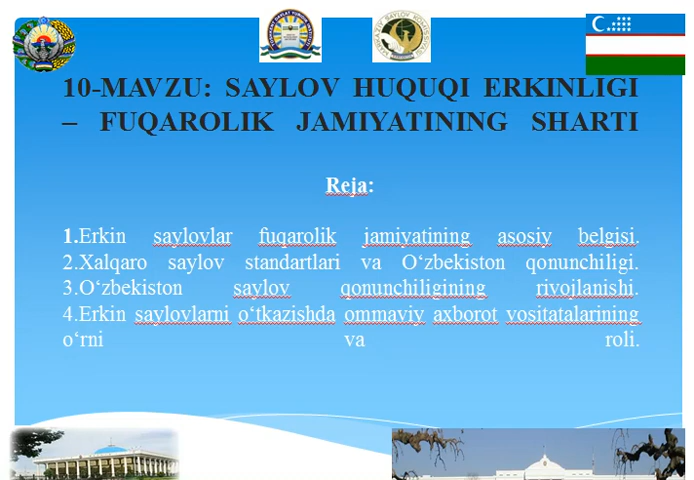 10-MAVZU: SAYLOV HUQUQI ERKINLIGI
– FUQAROLIK JAMIYATINING SHARTI
Reja:
1.Erkin saylovlar fuqarolik jamiyatining asosiy belgisi.
2.Xalqaro saylov standartlari va O‘zbekiston qonunchiligi.
3.O‘zbekiston saylov qonunchiligining rivojlanishi.
4.Erkin saylovlarni o‘tkazishda ommaviy axborot vositatalarining
o‘rni va roli.